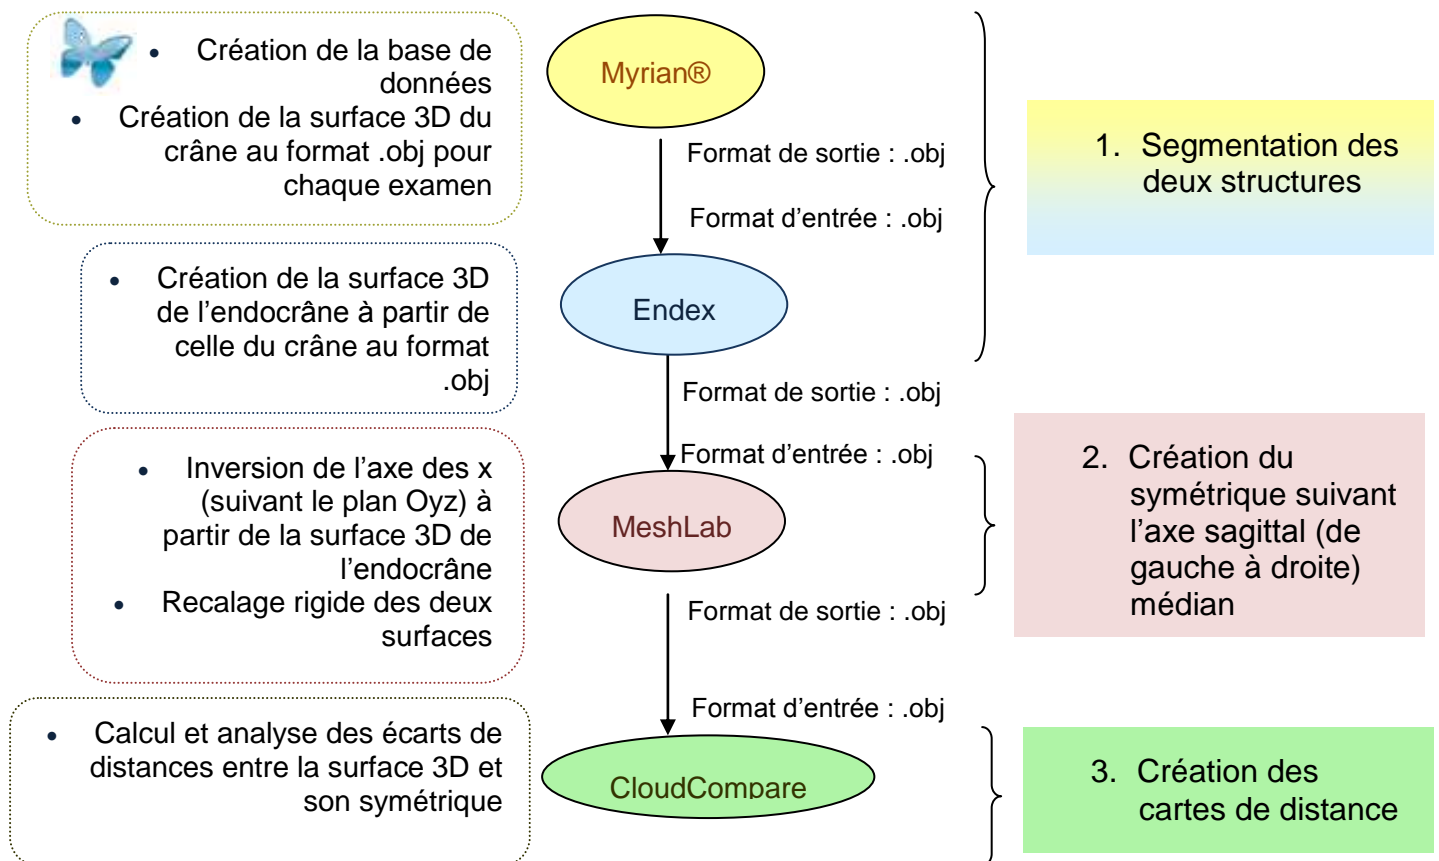 • Création de la base de
données
• Création de la surface 3D du
crâne au format .obj pour
chaque examen
Myrian®
Format de sortie : .obj
Format d’entrée : .obj
1. Segmentation des
deux structures
• Création de la surface 3D
de l’endocrâne à partir de
celle du crâne au format
.obj
Endex
Format de sortie : .obj
Format d’entrée : .obj
• Inversion de l’axe des x
(suivant le plan Oyz) à
partir de la surface 3D de
l’endocrâne
• Recalage rigide des deux
surfaces
MeshLab
2. Création du
symétrique suivant
l’axe sagittal (de
gauche à droite)
médian
Format de sortie : .obj
Format d’entrée : .obj
• Calcul et analyse des écarts de
distances entre la surface 3D et
son symétrique
CloudCompare
3. Création des
cartes de distance